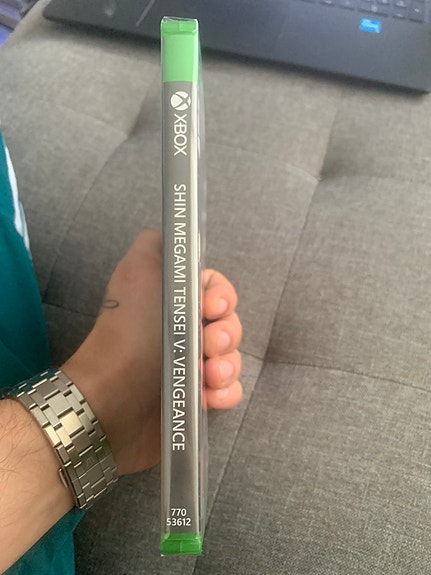 XBOX
SHIN MEGAMI TENSEI V: VENGEANCE
770
53612